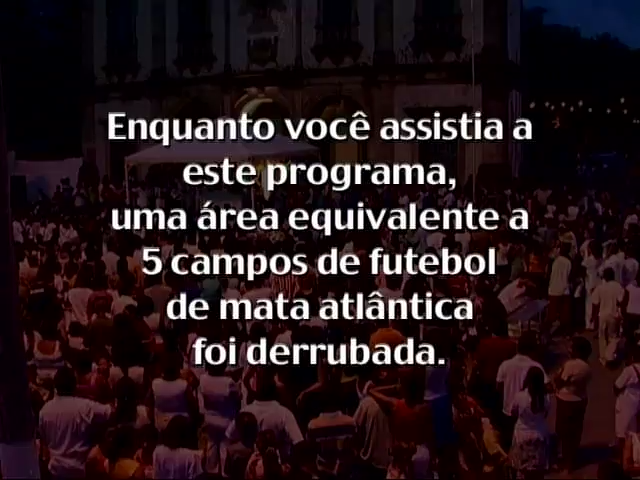 Enquanto você assistia a
este programa,
uma área equivalente a
5 campos de futebol
de mata atlântica
foi derrubada.